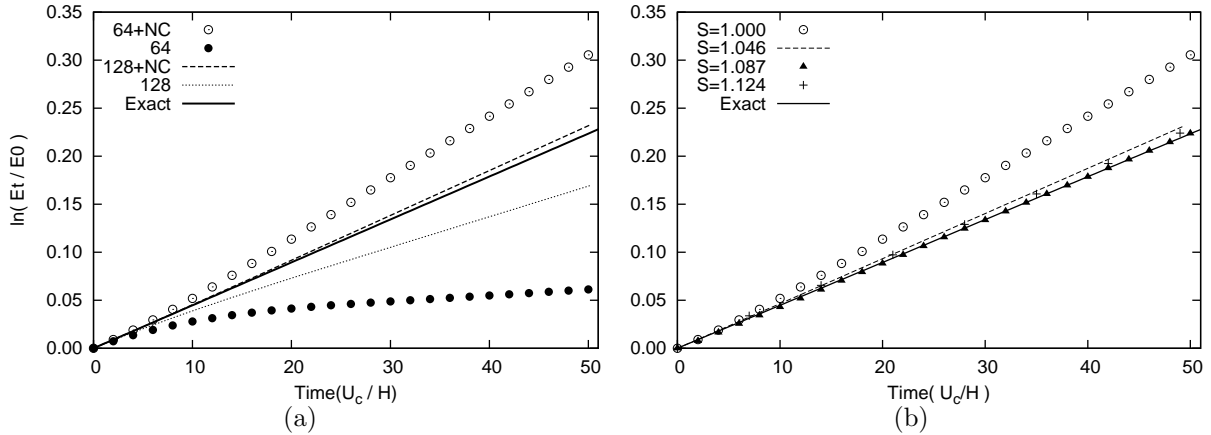 0.35
0.30
0.25
0.20
0.15
0.10
0.05
0.00
ln( Et / E0 )
64+NC
64
128+NC
128
Exact
0 10 20 30 40 50
Time(U_c / H)
(a)
0.35
0.30
0.25
0.20
0.15
0.10
0.05
0.00
S=1.000
S=1.046
S=1.087
S=1.124
Exact
0 10 20 30 40 50
Time( U_c/H )
(b)